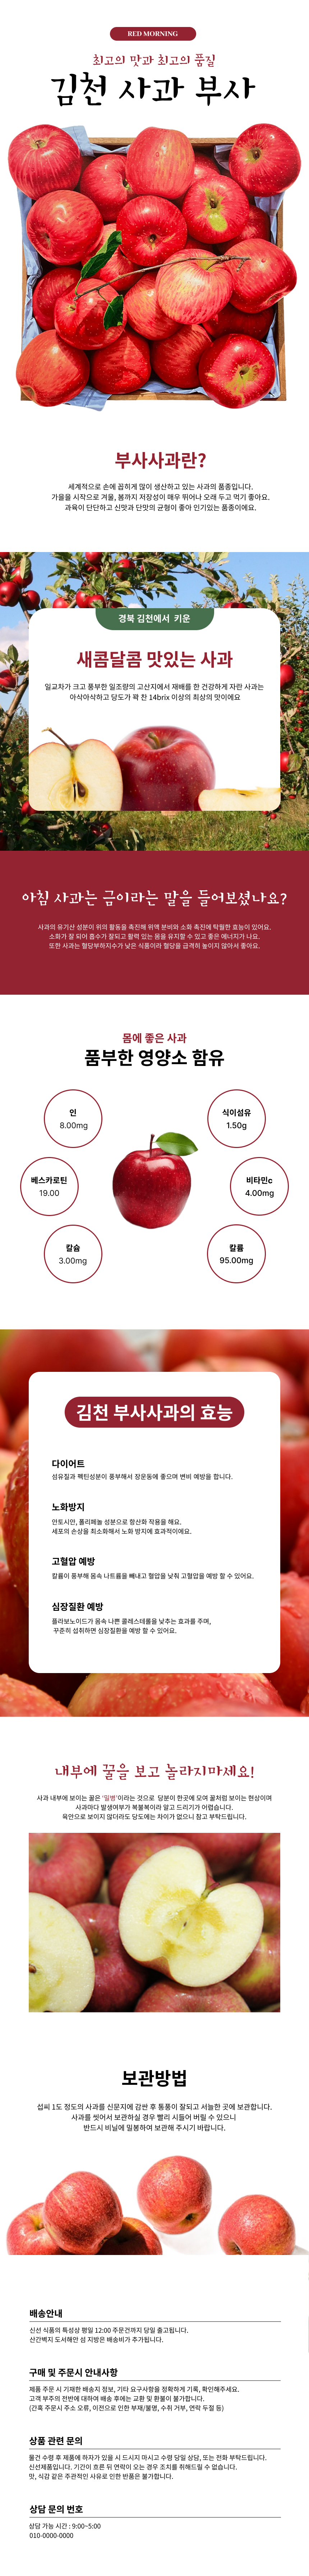 RED MORNING
최고의 맛과 최고의 품질
김천 사과 부사
부사사과란?
세계적으로 손에 꼽히게 많이 생산하고 있는 사과의 품종입니다.
가을을 시작으로 겨울, 봄까지 저장성이 매우 뛰어나 오래 두고 먹기 좋아요.
과육이 단단하고 신맛과 단맛의 균형이 좋아 인기있는 품종이에요.
경북 김천에서 키운
새콤달콤 맛있는 사과
일교차가 크고 풍부한 일조량의 고산지에서 재배를 한 건강하게 자란 사과는
아삭아삭하고 당도가 꽉 찬 14brix 이상의 최상의 맛이에요
아침 사과는 금이라는 말을 들어보셨나요?
사과의 유기산 성분이 위의 활동을 촉진해 위액 분비와 소화 촉진에 탁월한 효능이 있어요.
소화가 잘 되어 흡수가 잘되고 활력 있는 몸을 유지할 수 있고 좋은 에너지가 나요.
또한 사과는 혈당부하지수가 낮은 식품이라 혈당을 급격히 높이지 않아서 좋아요.
몸에 좋은 사과
풍부한 영양소 함유
인
8.00mg
식이섬유
1.50g
베스카로틴
19.00
비타민c
4.00mg
칼슘
3.00mg
칼륨
95.00mg
김천 부사사과의 효능
다이어트
섬유질과 펙틴성분이 풍부해서 장운동에 좋으며 변비 예방을 합니다.
노화방지
안토시안, 폴리페놀 성분으로 항산화 작용을 해요.
세포의 손상을 최소화해서 노화 방지에 효과적이에요.
고혈압 예방
칼륨이 풍부해 몸속 나트륨을 빼내고 혈압을 낮춰 고혈압을 예방 할 수 있어요.
심장질환 예방
플라보노이드가 몸속 나쁜 콜레스테롤을 낮추는 효과를 주며,
꾸준히 섭취하면 심장질환을 예방 할 수 있어요.
내부에 꿀을 보고 놀라지마세요!
사과 내부에 보이는 꿀은 '밀병'이라는 것으로 당분이 한곳에 모여 꿀처럼 보이는 현상이며
사과마다 발생여부가 복불복이라 알고 드리기가 어렵습니다.
육안으로 보이지 않더라도 당도에는 차이가 없으니 참고 부탁드립니다.
보관방법
섭씨 1도 정도의 사과를 신문지에 감싼 후 통풍이 잘되고 서늘한 곳에 보관합니다.
사과를 씻어서 보관하실 경우 빨리 시들어 버릴 수 있으니
반드시 비닐에 밀봉하여 보관해 주시기 바랍니다.
배송안내
신선 식품의 특성상 평일 12:00 주문건까지 당일 출고됩니다.
산간벽지 도서해안 섬 지방은 배송비가 추가됩니다.
구매 및 주문시 안내사항
제품 주문 시 기재한 배송지 정보, 기타 요구사항을 정확하게 기록, 확인해주세요.
고객 부주의 전반에 대하여 배송 후에는 교환 및 환불이 불가합니다.
(간혹 주문시 주소 오류, 이전으로 인한 부재/불명, 수취 거부, 연락 두절 등)
상품 관련 문의
물건 수령 후 제품에 하자가 있을 시 드시지 마시고 수령 당일 상담, 또는 전화 부탁드립니다.
신선제품입니다. 기간이 흐른 뒤 연락이 오는 경우 조치를 취해드릴 수 없습니다.
맛, 식감 같은 주관적인 사유로 인한 반품은 불가합니다.
상담 문의 번호
상담 가능 시간 : 9:00~5:00
010-0000-0000